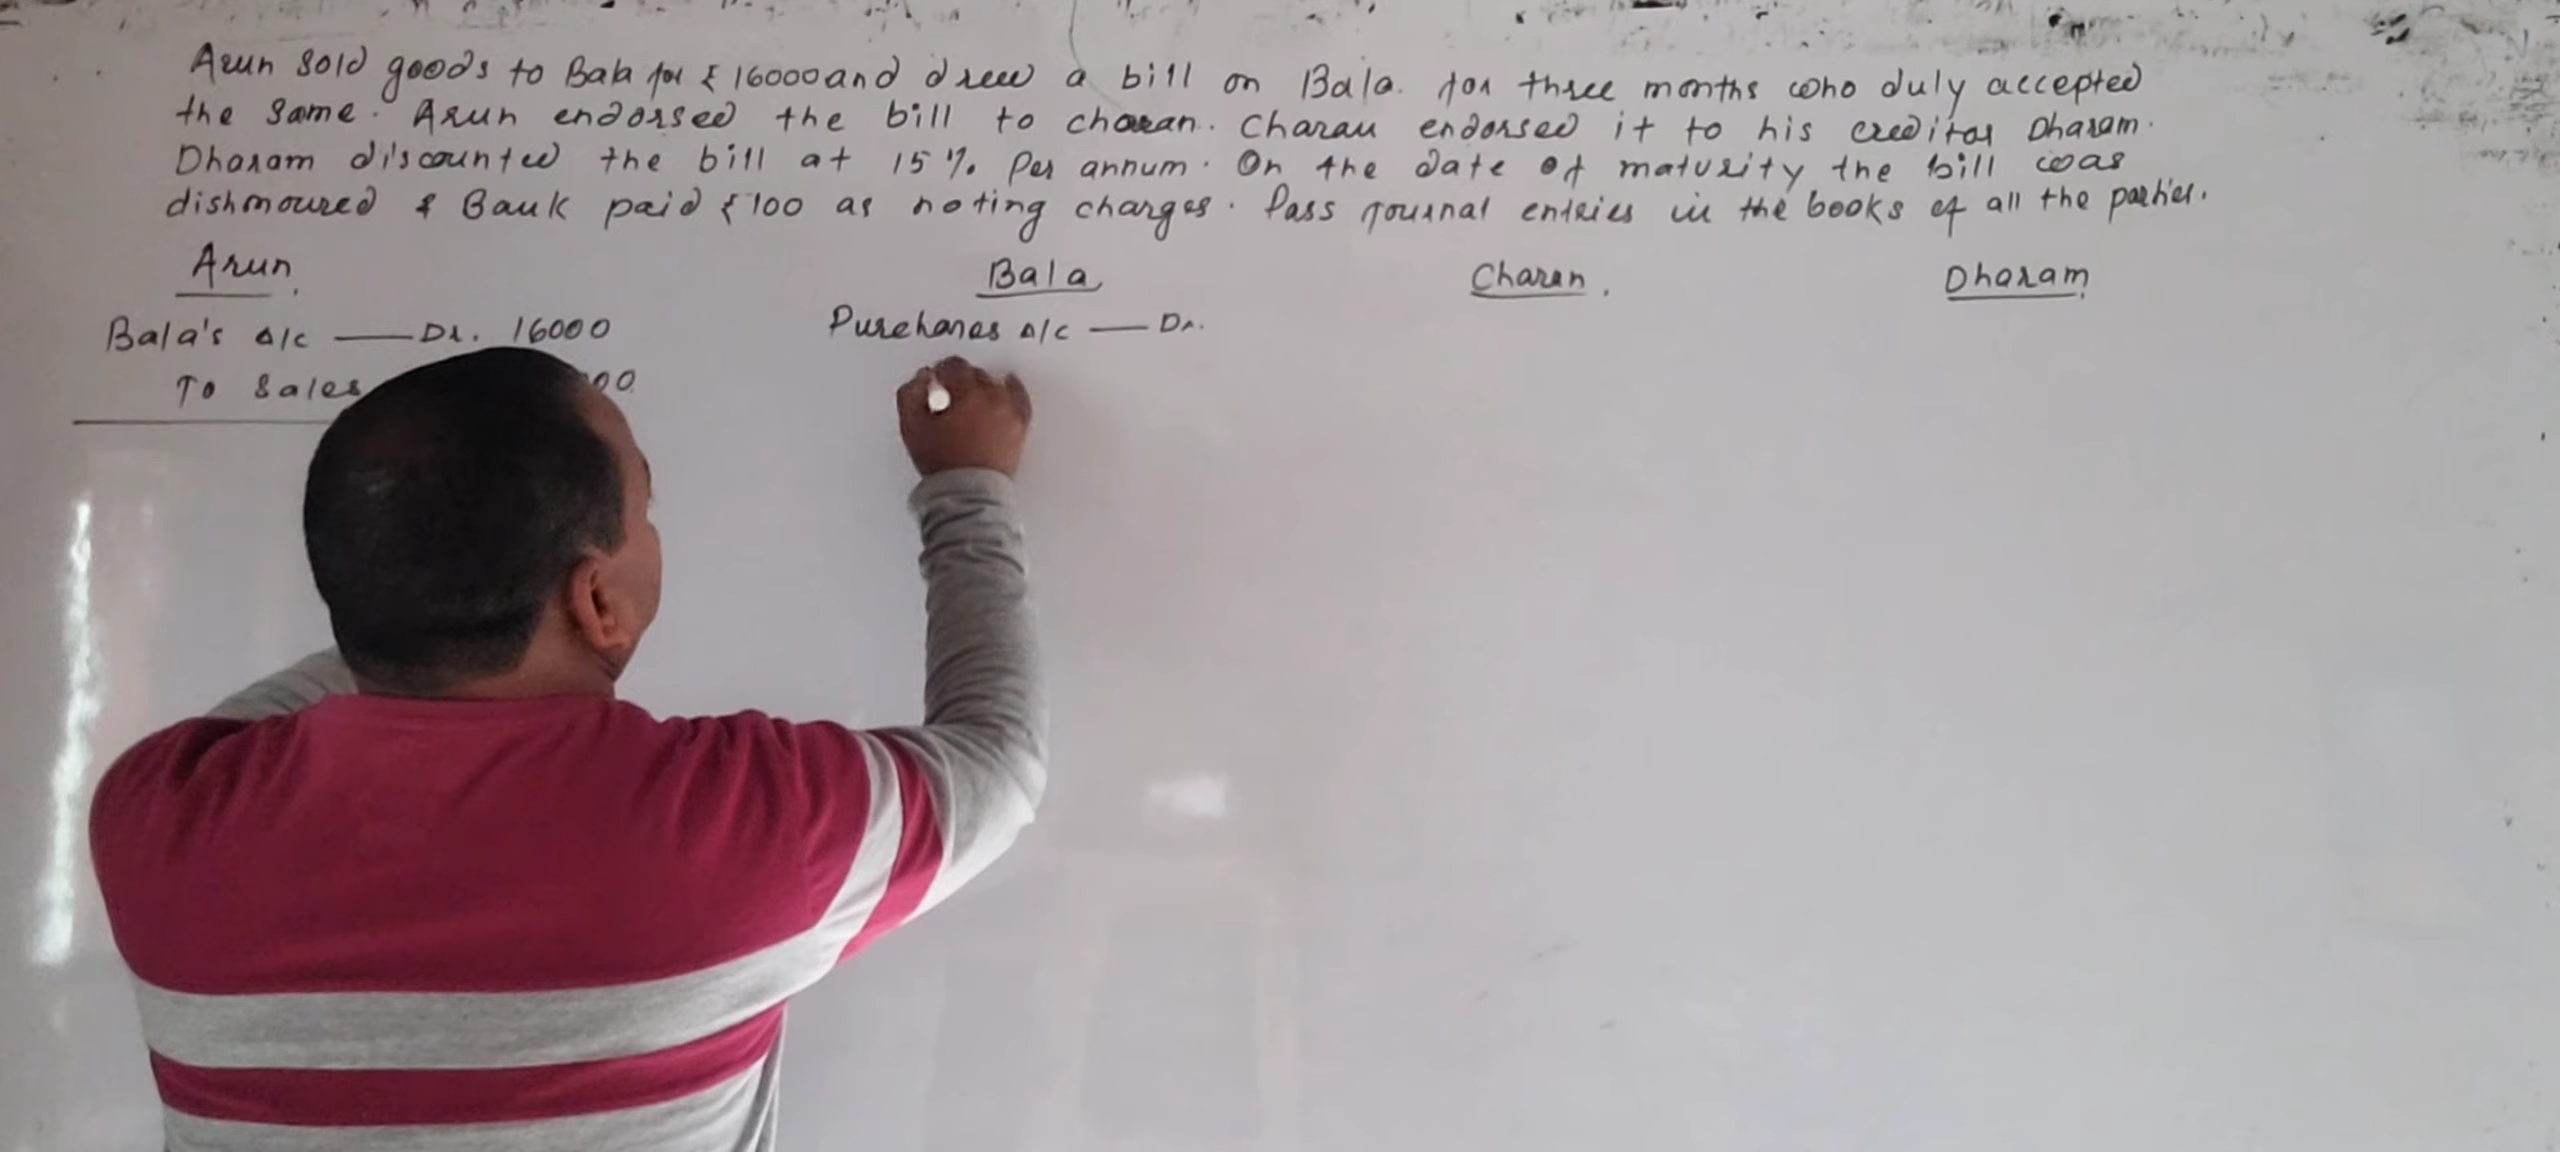 Arun sold goods to Bala for ₹ 16000 and drew a bill on Bala. for three months who duly accepted
the same. Arun endorsed the bill to charan. Charan endorsed it to his creditor Dharam.
Dharam discounted the bill at 15 %. Per annum. On the date of maturity the bill was
dishmoured & Bank paid ₹ 100 as noting charges. Pass journal entries in the books of all the parties.
Arun. Bala Charan. Dharam
Bala's A/c — Dr. 16000 Purchases A/c — Dr.
To Sales 00